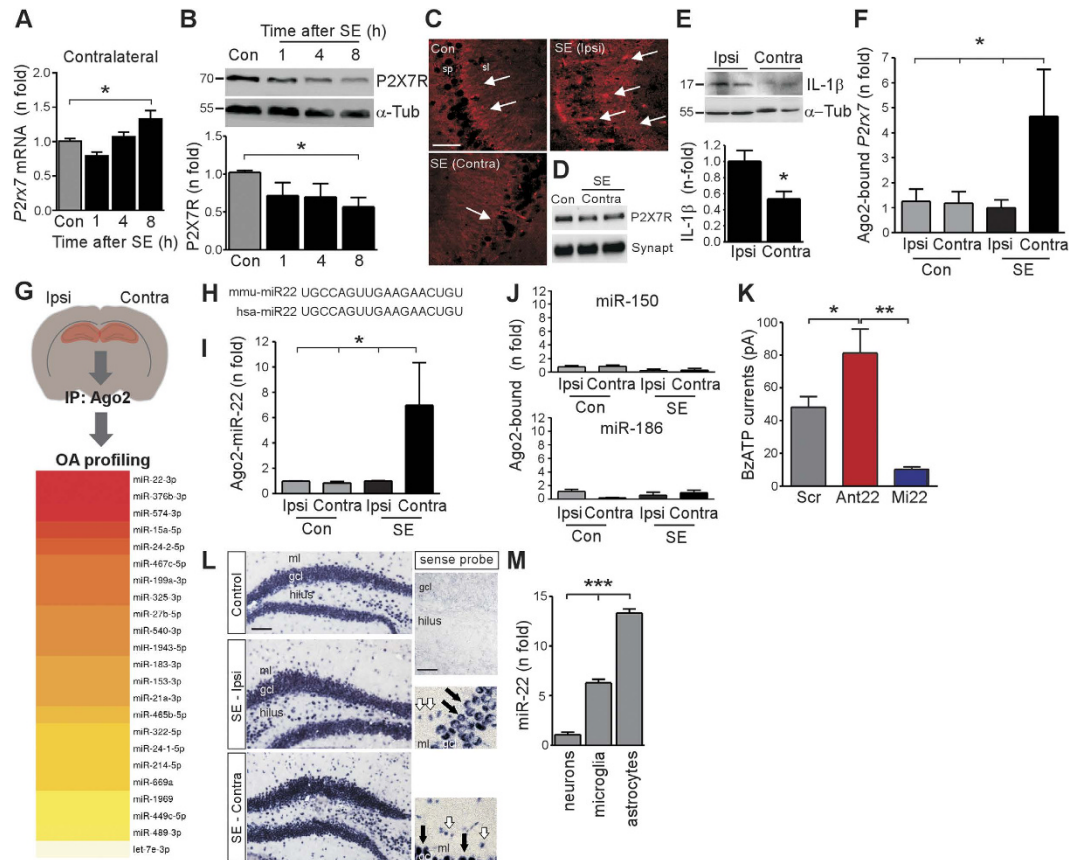 A
Contralateral
P2rx7 mRNA (n fold)
2.0
1.5
1.0
0.5
0.0
*
Con 1 4 8
Time after SE (h)
B
Time after SE (h)
Con 1 4 8
70
P2X7R
55
α-Tub
P2X7R (n fold)
1.5
1.0
0.5
0.0
*
Con 1 4 8
Time after SE (h)
C
Con
sp
sl
SE (Ipsi)
SE (Contra)
D
SE
Con Contra
P2X7R
Synapt
E
Ipsi Contra
17
IL-1β
55
α–Tub
IL-1β (n-fold)
1.4
1.2
1.0
0.8
0.6
0.4
0.2
0.0
*
Ipsi Contra
SE
F
Ago2-bound P2rx7 (n fold)
7
6
5
4
3
2
1
0
*
Ipsi Contra Ipsi Contra
Con SE
G
Ipsi Contra
IP: Ago2
OA profiling
miR-22-3p
miR-376b-3p
miR-574-3p
miR-15a-5p
miR-24-2-5p
miR-467c-5p
miR-199a-3p
miR-325-3p
miR-27b-5p
miR-540-3p
miR-1943-5p
miR-183-3p
miR-153-3p
miR-21a-3p
miR-465b-5p
miR-322-5p
miR-24-1-5p
miR-214-5p
miR-669a
miR-1969
miR-449c-5p
miR-489-3p
let-7e-3p
H
mmu-miR22 UGCCAGUUGAAGAACUGU
hsa-miR22 UGCCAGUUGAAGAACUGU
I
Ago2-miR-22 (n fold)
12
10
8
6
4
2
0
*
Ipsi Contra Ipsi Contra
Con SE
J
Ago2-bound (n fold)
miR-150
8
6
4
2
0
Ipsi Contra Ipsi Contra
Con SE
miR-186
8
6
4
2
0
Ipsi Contra Ipsi Contra
Con SE
K
BzATP currents (pA)
100
80
60
40
20
0
* **
Scr Ant22 Mi22
L
Control
ml
gcl
hilus
sense probe
gcl
hilus
SE - Ipsi
ml
gcl
hilus
ml gcl
SE - Contra
gcl ml
M
miR-22 (n fold)
15
10
5
0
***
neurons
microglia
astrocytes